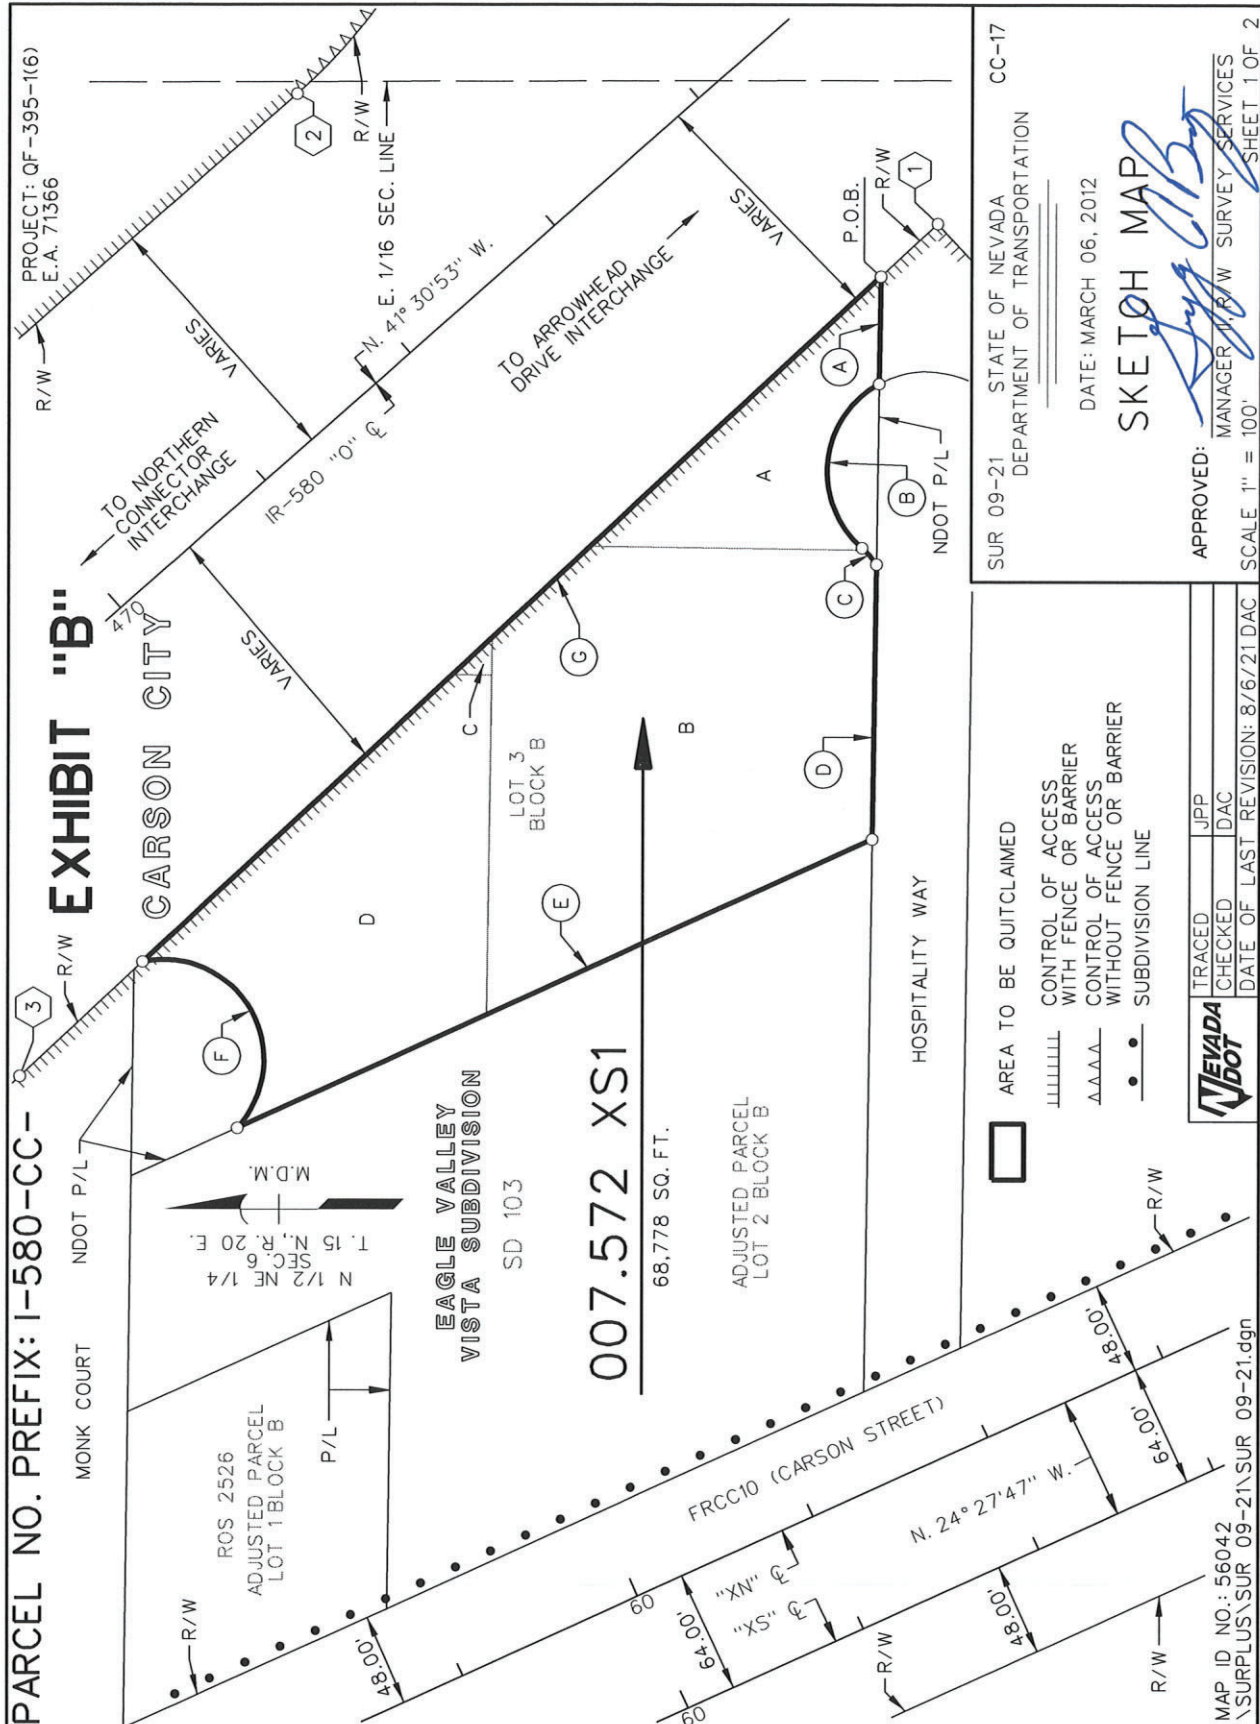 PARCEL NO. PREFIX: I-580-CC-
EXHIBIT "B"
PROJECT: QF-395-1(6)
E.A. 71366
CARSON CITY
MONK COURT
NDOT P/L
3
R/W
R/W
TO NORTHERN
CONNECTOR
INTERCHANGE
470
VARIES
VARIES
IR-580 "O" ℄
N. 41° 30'53" W.
E. 1/16 SEC. LINE
2
R/W
TO ARROWHEAD
DRIVE INTERCHANGE
VARIES
P.O.B.
R/W
1
R/W
ROS 2526
ADJUSTED PARCEL
LOT 1 BLOCK B
P/L
N 1/2 NE 1/4
SEC. 6
T. 15 N., R. 20 E.
M.D.M.
EAGLE VALLEY
VISTA SUBDIVISION
SD 103
F
D
E
C
LOT 3
BLOCK B
G
B
A
A
B
C
D
NDOT P/L
007.572 XS1
68,778 SQ. FT.
ADJUSTED PARCEL
LOT 2 BLOCK B
HOSPITALITY WAY
48.00'
60
64.00'
60
"XN" ℄
"XS" ℄
FRCC10 (CARSON STREET)
N. 24° 27'47" W.
R/W
48.00'
R/W
48.00'
64.00'
R/W
AREA TO BE QUITCLAIMED
CONTROL OF ACCESS
WITH FENCE OR BARRIER
CONTROL OF ACCESS
WITHOUT FENCE OR BARRIER
SUBDIVISION LINE
SUR 09-21 STATE OF NEVADA CC-17
DEPARTMENT OF TRANSPORTATION
DATE: MARCH 06, 2012
SKETCH MAP
APPROVED:
MANAGER II, R/W SURVEY SERVICES
SCALE 1" = 100' SHEET 1 OF 2
NEVADA
DOT
TRACED JPP
CHECKED DAC
DATE OF LAST REVISION: 8/6/21 DAC
MAP ID NO.: 56042
\SURPLUS\SUR 09-21\SUR 09-21.dgn